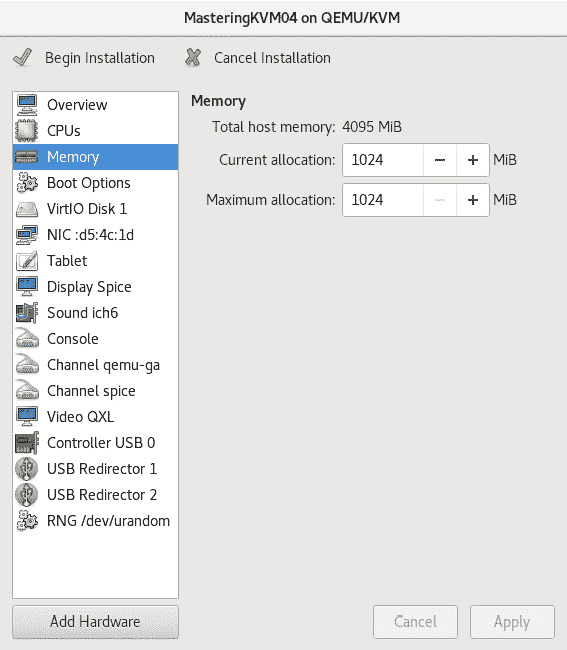 MasteringKVM04 on QEMU/KVM
Begin Installation
Cancel Installation
Overview
CPUs
Memory
Boot Options
VirtIO Disk 1
NIC :d5:4c:1d
Tablet
Display Spice
Sound ich6
Console
Channel qemu-ga
Channel spice
Video QXL
Controller USB 0
USB Redirector 1
USB Redirector 2
RNG /dev/urandom
Add Hardware
Memory
Total host memory: 4095 MiB
Current allocation: 1024 − + MiB
Maximum allocation: 1024 − + MiB
Cancel
Apply